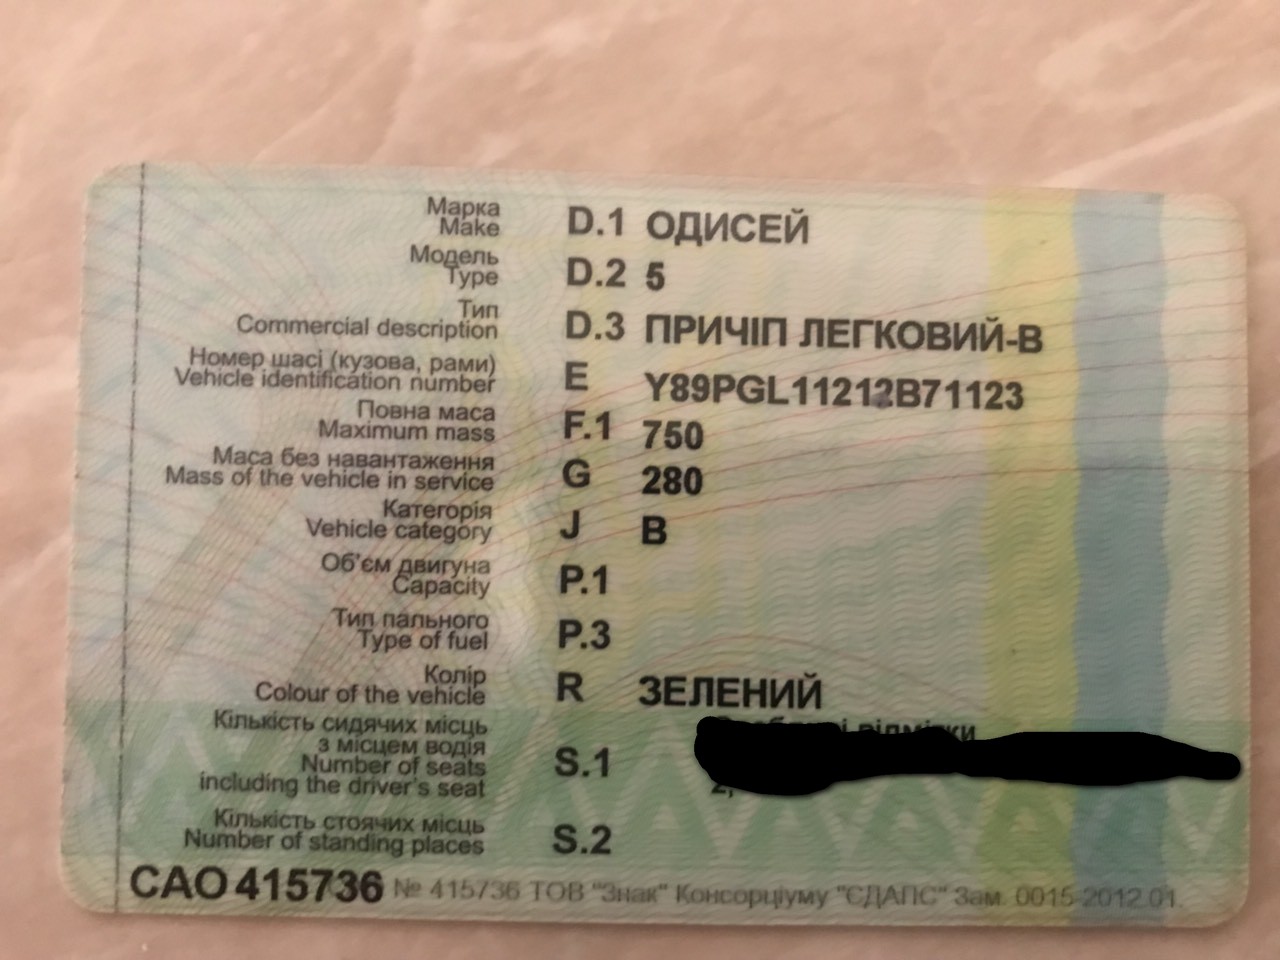 Марка
Make
D.1 ОДИСЕЙ
Модель
Type
D.2 5
Тип
Commercial description
D.3 ПРИЧІП ЛЕГКОВИЙ-В
Номер шасі (кузова, рами)
Vehicle identification number
E Y89PGL11212B71123
Повна маса
Maximum mass
F.1 750
Маса без навантаження
Mass of the vehicle in service
G 280
Категорія
Vehicle category
J B
Об'єм двигуна
Capacity
P.1
Тип пального
Type of fuel
P.3
Колір
Colour of the vehicle
R ЗЕЛЕНИЙ
Кількість сидячих місць
з місцем водія
Number of seats
including the driver's seat
S.1
відмітки
2,
Кількість стоячих місць
Number of standing places
S.2
САО 415736 № 415736 ТОВ "Знак" Консорціуму "ЄДАПС" Зам. 0015-2012.01.